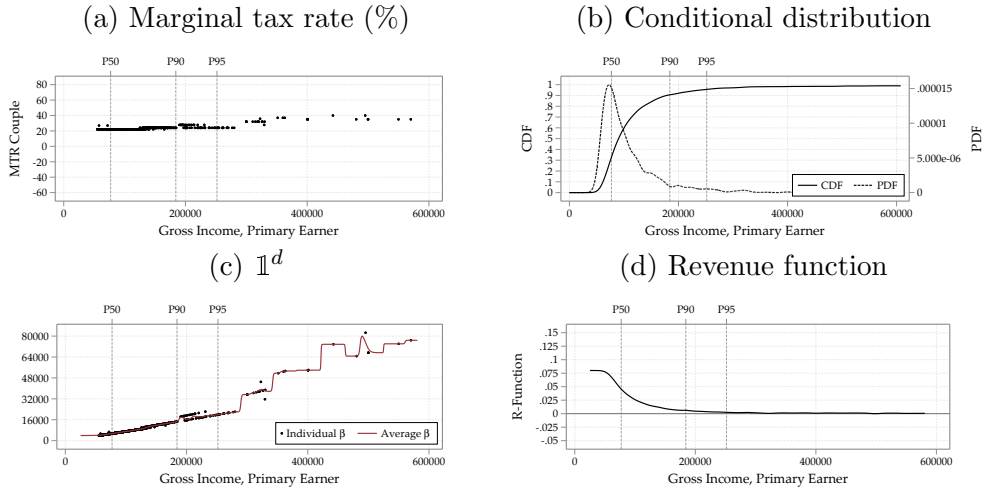 (a) Marginal tax rate (%)
P50 P90 P95
MTR Couple
80
60
40
20
0
-20
-40
-60
0 200000 400000 600000
Gross Income, Primary Earner
(b) Conditional distribution
P50 P90 P95
CDF
1
.9
.8
.7
.6
.5
.4
.3
.2
.1
0
.000015
.00001
5.000e-06
0
PDF
CDF PDF
0 200000 400000 600000
Gross Income, Primary Earner
(c) 𝟙^d
P50 P90 P95
80000
64000
48000
32000
16000
0
Individual β Average β
0 200000 400000 600000
Gross Income, Primary Earner
(d) Revenue function
P50 P90 P95
R-Function
.15
.125
.1
.075
.05
.025
0
-.025
-.05
0 200000 400000 600000
Gross Income, Primary Earner